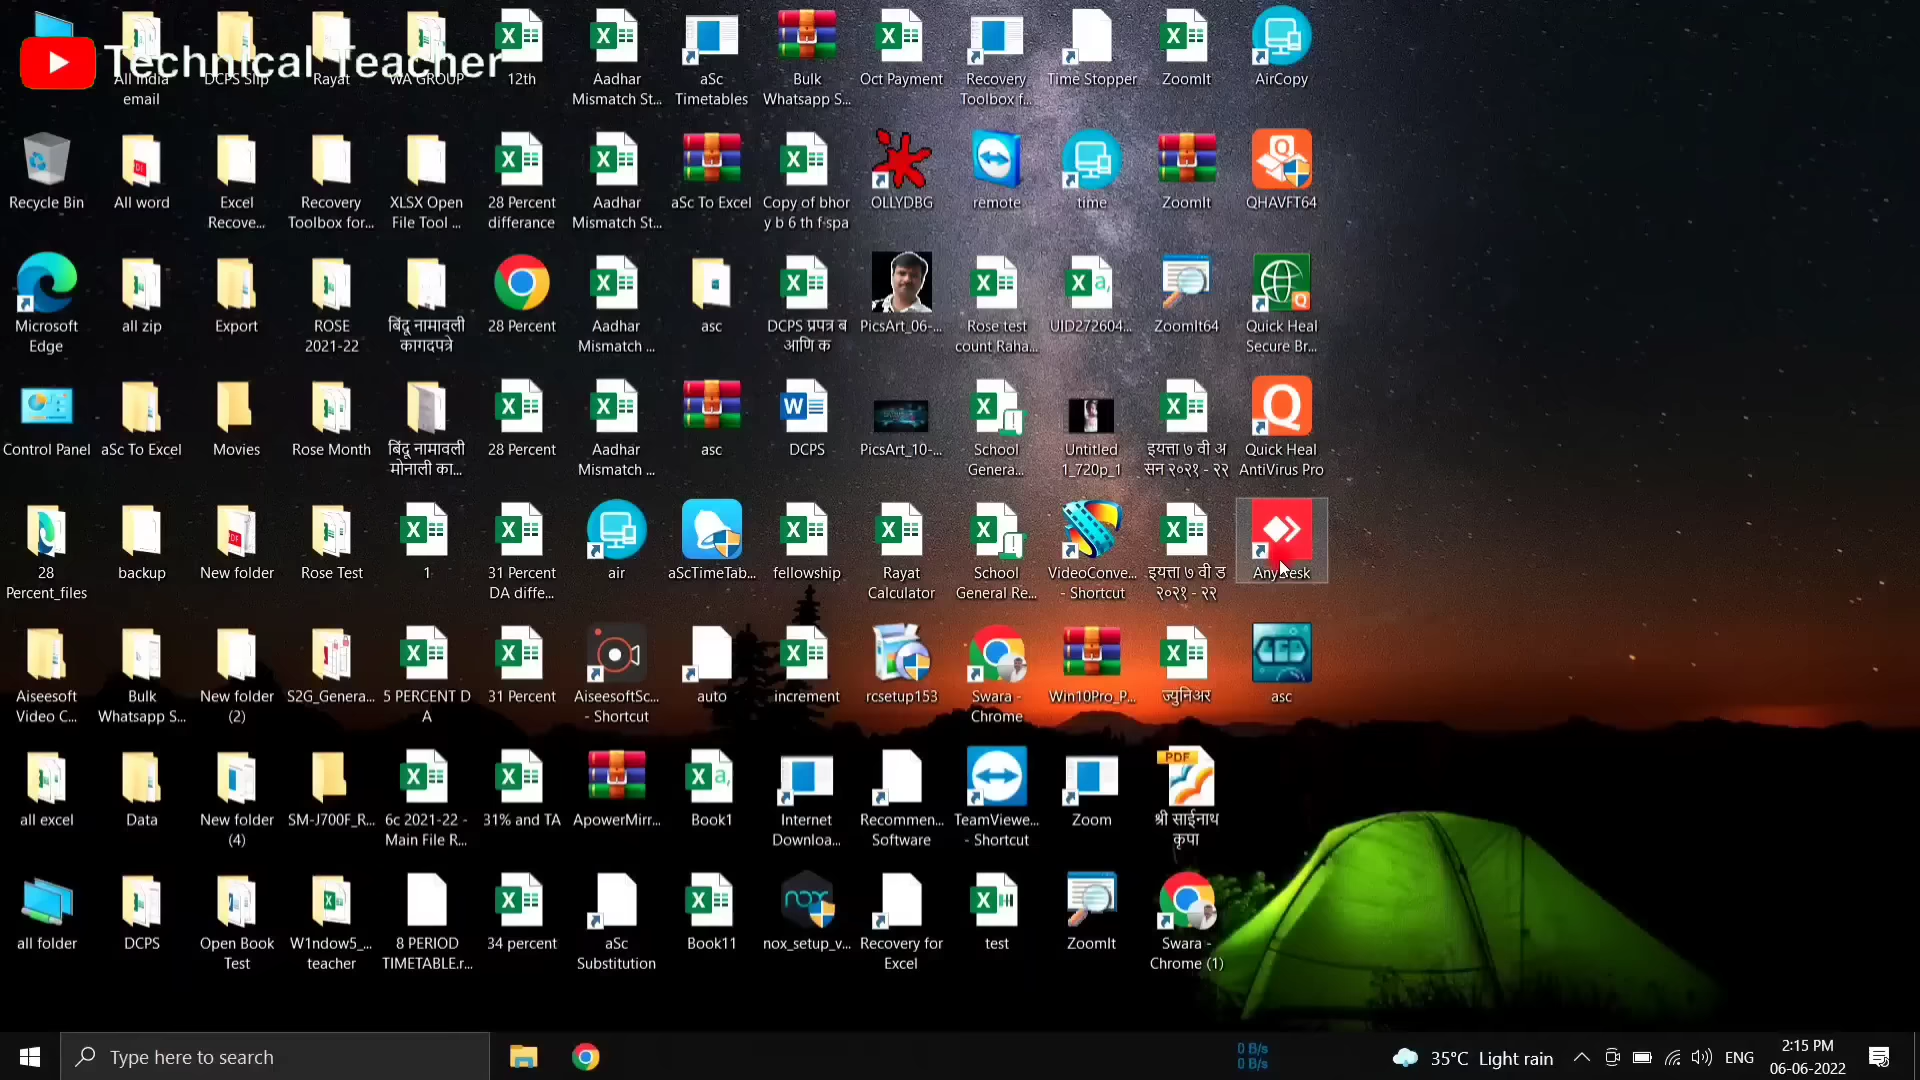 Technical Teacher
All India
email
DCPS Slip
Rayat
WA GROUP
12th
Aadhar
Mismatch St...
aSc
Timetables
Bulk
Whatsapp S...
Oct Payment
Recovery
Toolbox f...
Time Stopper
ZoomIt
AirCopy
Recycle Bin
All word
Excel
Recove...
Recovery
Toolbox for...
XLSX Open
File Tool ...
28 Percent
differance
Aadhar
Mismatch St...
aSc To Excel
Copy of bhor
y b 6 th f-spa
OLLYDBG
remote
time
ZoomIt
QHAVFT64
Microsoft
Edge
all zip
Export
ROSE
2021-22
बिंदू नामावली
कागदपत्रे
28 Percent
Aadhar
Mismatch ...
asc
DCPS प्रपत्र ब
आणि क
PicsArt_06-...
Rose test
count Raha...
UID272604...
ZoomIt64
Quick Heal
Secure Br...
Control Panel
aSc To Excel
Movies
Rose Month
बिंदू नामावली
मोनाली का...
28 Percent
Aadhar
Mismatch ...
asc
DCPS
PicsArt_10-...
School
Genera...
Untitled
1_720p_1
इयत्ता ७ वी अ
सन २०२१ - २२
Quick Heal
AntiVirus Pro
28
Percent_files
backup
New folder
Rose Test
1
31 Percent
DA diffe...
air
aScTimeTab...
fellowship
Rayat
Calculator
School
General Re...
VideoConve...
- Shortcut
इयत्ता ७ वी ड
२०२१ - २२
AnyDesk
Aiseesoft
Video C...
Bulk
Whatsapp S...
New folder
(2)
S2G_Genera...
5 PERCENT D
A
31 Percent
AiseesoftSc...
- Shortcut
auto
increment
rcsetup153
Swara -
Chrome
Win10Pro_P...
ज्युनिअर
asc
all excel
Data
New folder
(4)
SM-J700F_R...
6c 2021-22 -
Main File R...
31% and TA
ApowerMirr...
Book1
Internet
Downloa...
Recommen...
Software
TeamViewe...
- Shortcut
Zoom
श्री साईनाथ
कृपा
all folder
DCPS
Open Book
Test
W1ndow5_...
teacher
8 PERIOD
TIMETABLE.r...
34 percent
aSc
Substitution
Book11
nox_setup_v...
Recovery for
Excel
test
ZoomIt
Swara -
Chrome (1)
Type here to search
0 B/s
0 B/s
35°C Light rain
ENG
2:15 PM
06-06-2022